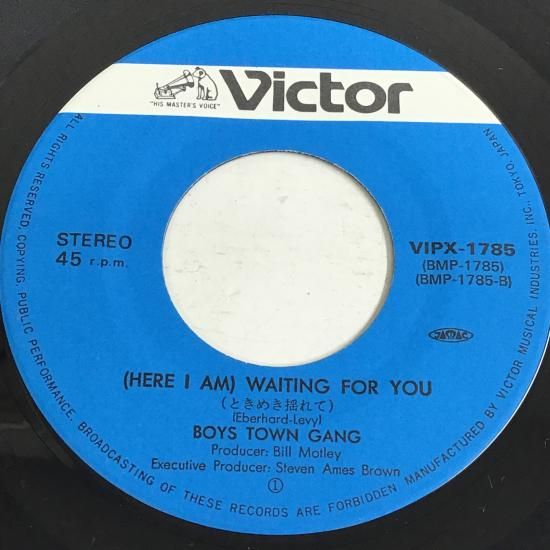 Victor
"HIS MASTER'S VOICE"
STEREO
45 r.p.m.
VIPX-1785
(BMP-1785)
(BMP-1785-B)
JASRAC
(HERE I AM) WAITING FOR YOU
(ときめき揺れて)
(Eberhard-Levy)
BOYS TOWN GANG
Producer: Bill Motley
Executive Producer: Steven Ames Brown
①
ALL RIGHTS RESERVED. COPYING, PUBLIC PERFORMANCE, BROADCASTING OF THESE RECORDS ARE FORBIDDEN MANUFACTURED BY VICTOR MUSICAL INDUSTRIES, INC., TOKYO, JAPAN